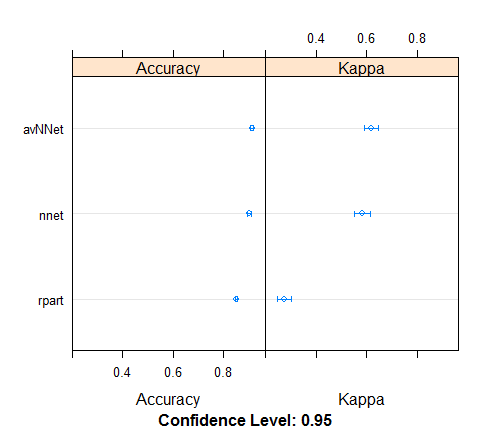 0.4 0.6 0.8
Accuracy Kappa
avNNet
nnet
rpart
0.4 0.6 0.8
Accuracy Kappa
Confidence Level: 0.95